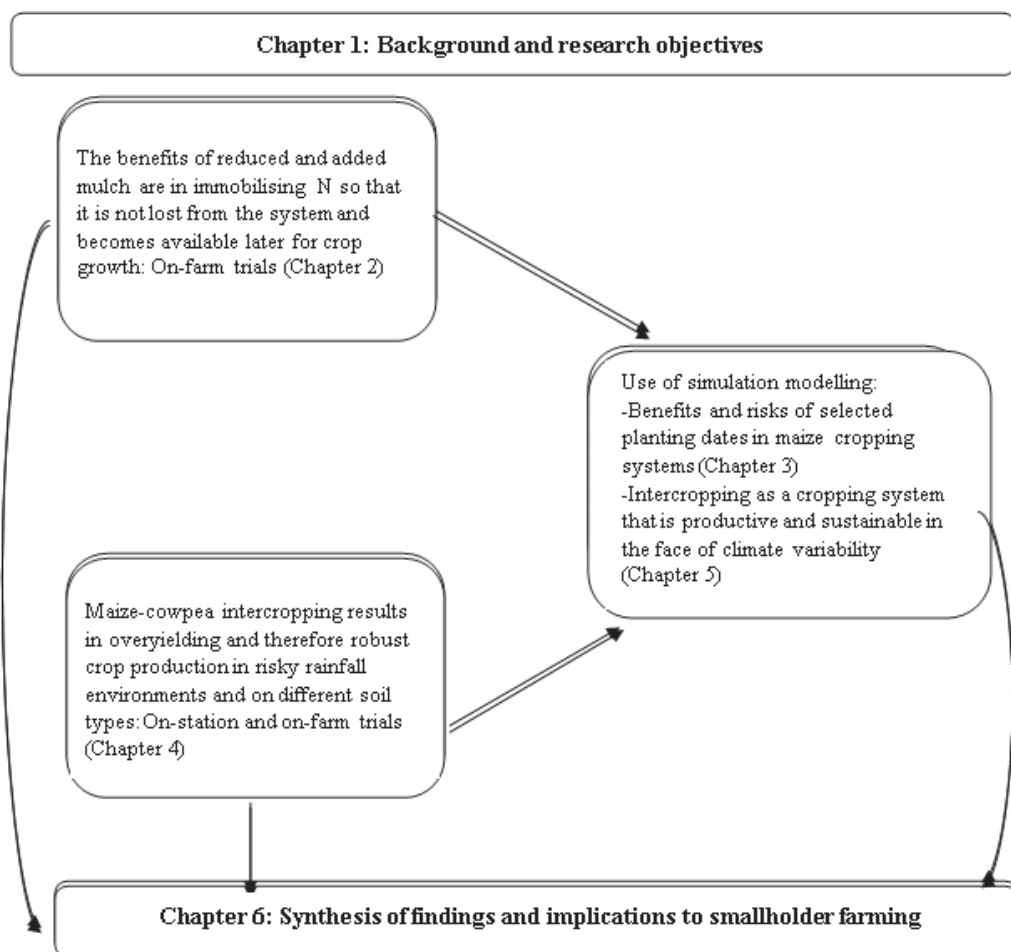 Chapter 1: Background and research objectives
The benefits of reduced and added
mulch are in immobilising N so that
it is not lost from the system and
becomes available later for crop
growth: On-farm trials (Chapter 2)
Use of simulation modelling:
-Benefits and risks of selected
planting dates in maize cropping
systems (Chapter 3)
-Intercropping as a cropping system
that is productive and sustainable in
the face of climate variability
(Chapter 5)
Maize-cowpea intercropping results
in overyielding and therefore robust
crop production in risky rainfall
environments and on different soil
types: On-station and on-farm trials
(Chapter 4)
Chapter 6: Synthesis of findings and implications to smallholder farming